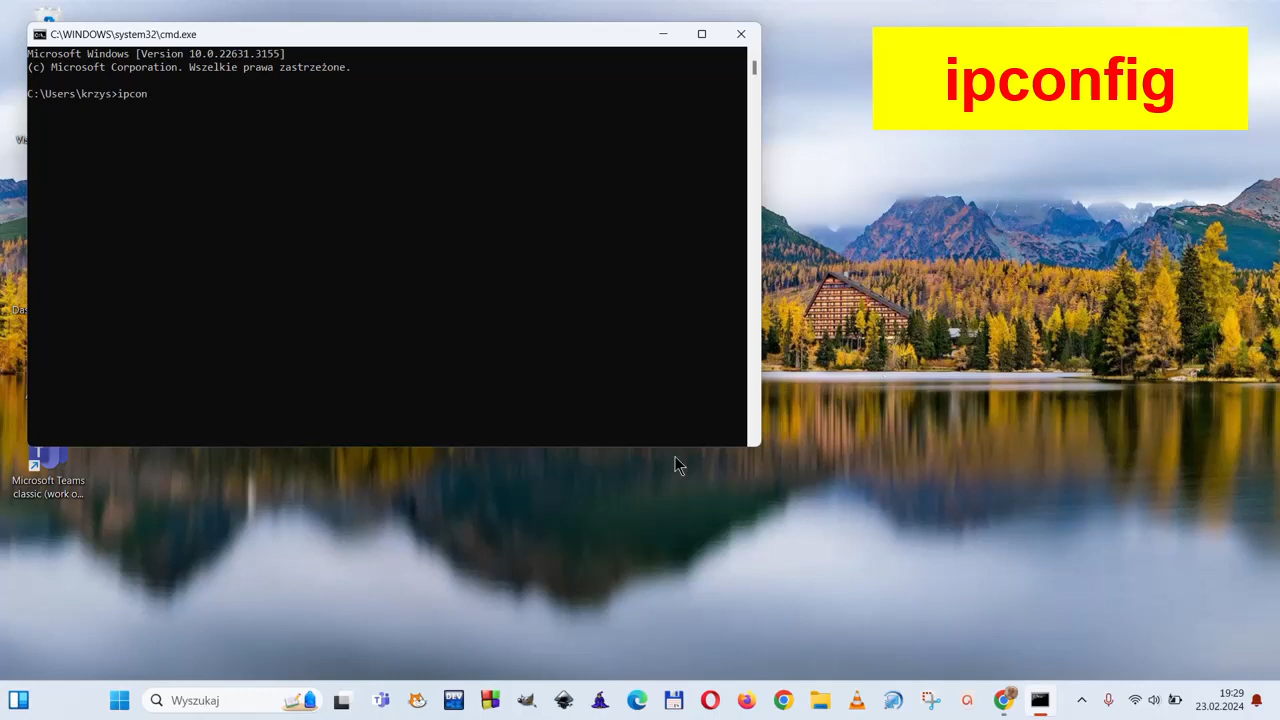 C:\WINDOWS\system32\cmd.exe
Microsoft Windows [Version 10.0.22631.3155]
(c) Microsoft Corporation. Wszelkie prawa zastrzeżone.
C:\Users\krzys>ipcon
ipconfig
Microsoft Teams
classic (work o...
Wyszukaj
DEV
19:29
23.02.2024